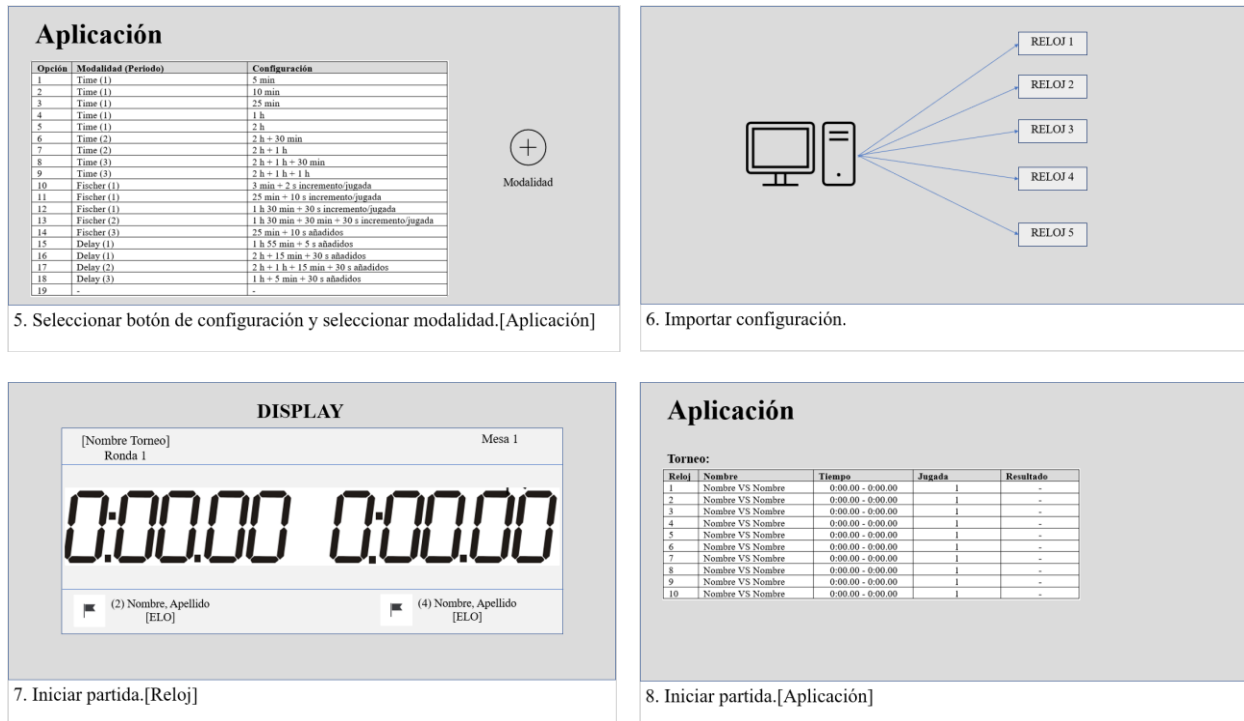 Aplicación
Opción Modalidad (Periodo) Configuración
1 Time (1) 5 min
2 Time (1) 10 min
3 Time (1) 25 min
4 Time (1) 1 h
5 Time (1) 2 h
6 Time (2) 2 h + 30 min
7 Time (2) 2 h + 1 h
8 Time (3) 2 h + 1 h + 30 min
9 Time (3) 2 h + 1 h + 1 h
10 Fischer (1) 3 min + 2 s incremento/jugada
11 Fischer (1) 25 min + 10 s incremento/jugada
12 Fischer (1) 1 h 30 min + 30 s incremento/jugada
13 Fischer (2) 1 h 30 min + 30 min + 30 s incremento/jugada
14 Fischer (3) 25 min + 10 s añadidos
15 Delay (1) 1 h 55 min + 5 s añadidos
16 Delay (1) 2 h + 15 min + 30 s añadidos
17 Delay (2) 2 h + 1 h + 15 min + 30 s añadidos
18 Delay (3) 1 h + 5 min + 30 s añadidos
19 - -
Modalidad
5. Seleccionar botón de configuración y seleccionar modalidad.[Aplicación]
RELOJ 1
RELOJ 2
RELOJ 3
RELOJ 4
RELOJ 5
6. Importar configuración.
DISPLAY
[Nombre Torneo] Mesa 1
Ronda 1
0:00.00 0:00.00
(2) Nombre, Apellido (4) Nombre, Apellido
[ELO] [ELO]
7. Iniciar partida.[Reloj]
Aplicación
Torneo:
Reloj Nombre Tiempo Jugada Resultado
1 Nombre VS Nombre 0:00.00 - 0:00.00 1 -
2 Nombre VS Nombre 0:00.00 - 0:00.00 1 -
3 Nombre VS Nombre 0:00.00 - 0:00.00 1 -
4 Nombre VS Nombre 0:00.00 - 0:00.00 1 -
5 Nombre VS Nombre 0:00.00 - 0:00.00 1 -
6 Nombre VS Nombre 0:00.00 - 0:00.00 1 -
7 Nombre VS Nombre 0:00.00 - 0:00.00 1 -
8 Nombre VS Nombre 0:00.00 - 0:00.00 1 -
9 Nombre VS Nombre 0:00.00 - 0:00.00 1 -
10 Nombre VS Nombre 0:00.00 - 0:00.00 1 -
8. Iniciar partida.[Aplicación]